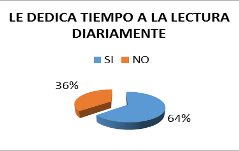 LE DEDICA TIEMPO A LA LECTURA
DIARIAMENTE
SI NO
36%
64%